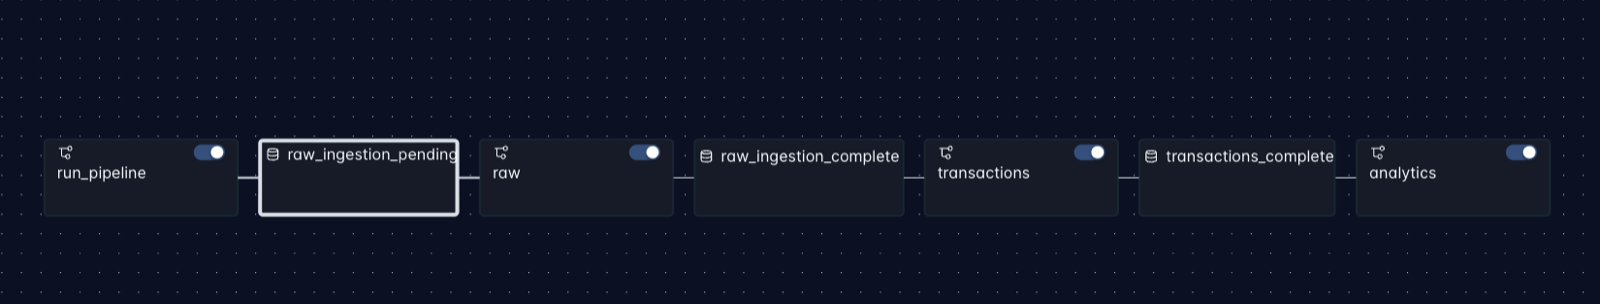 run_pipeline
raw_ingestion_pending
raw
raw_ingestion_complete
transactions
transactions_complete
analytics